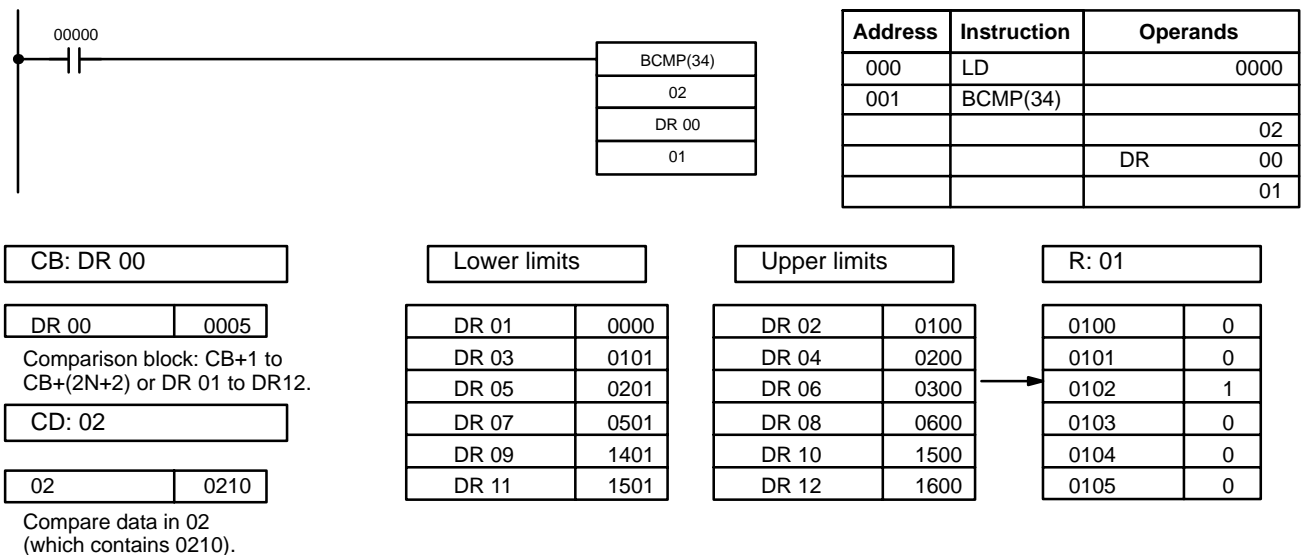 00000
BCMP(34)
02
DR 00
01
Address Instruction Operands
000 LD 0000
001 BCMP(34)
02
DR 00
01
CB: DR 00
DR 00 0005
Comparison block: CB+1 to
CB+(2N+2) or DR 01 to DR12.
CD: 02
02 0210
Compare data in 02
(which contains 0210).
Lower limits
DR 01 0000
DR 03 0101
DR 05 0201
DR 07 0501
DR 09 1401
DR 11 1501
Upper limits
DR 02 0100
DR 04 0200
DR 06 0300
DR 08 0600
DR 10 1500
DR 12 1600
R: 01
0100 0
0101 0
0102 1
0103 0
0104 0
0105 0